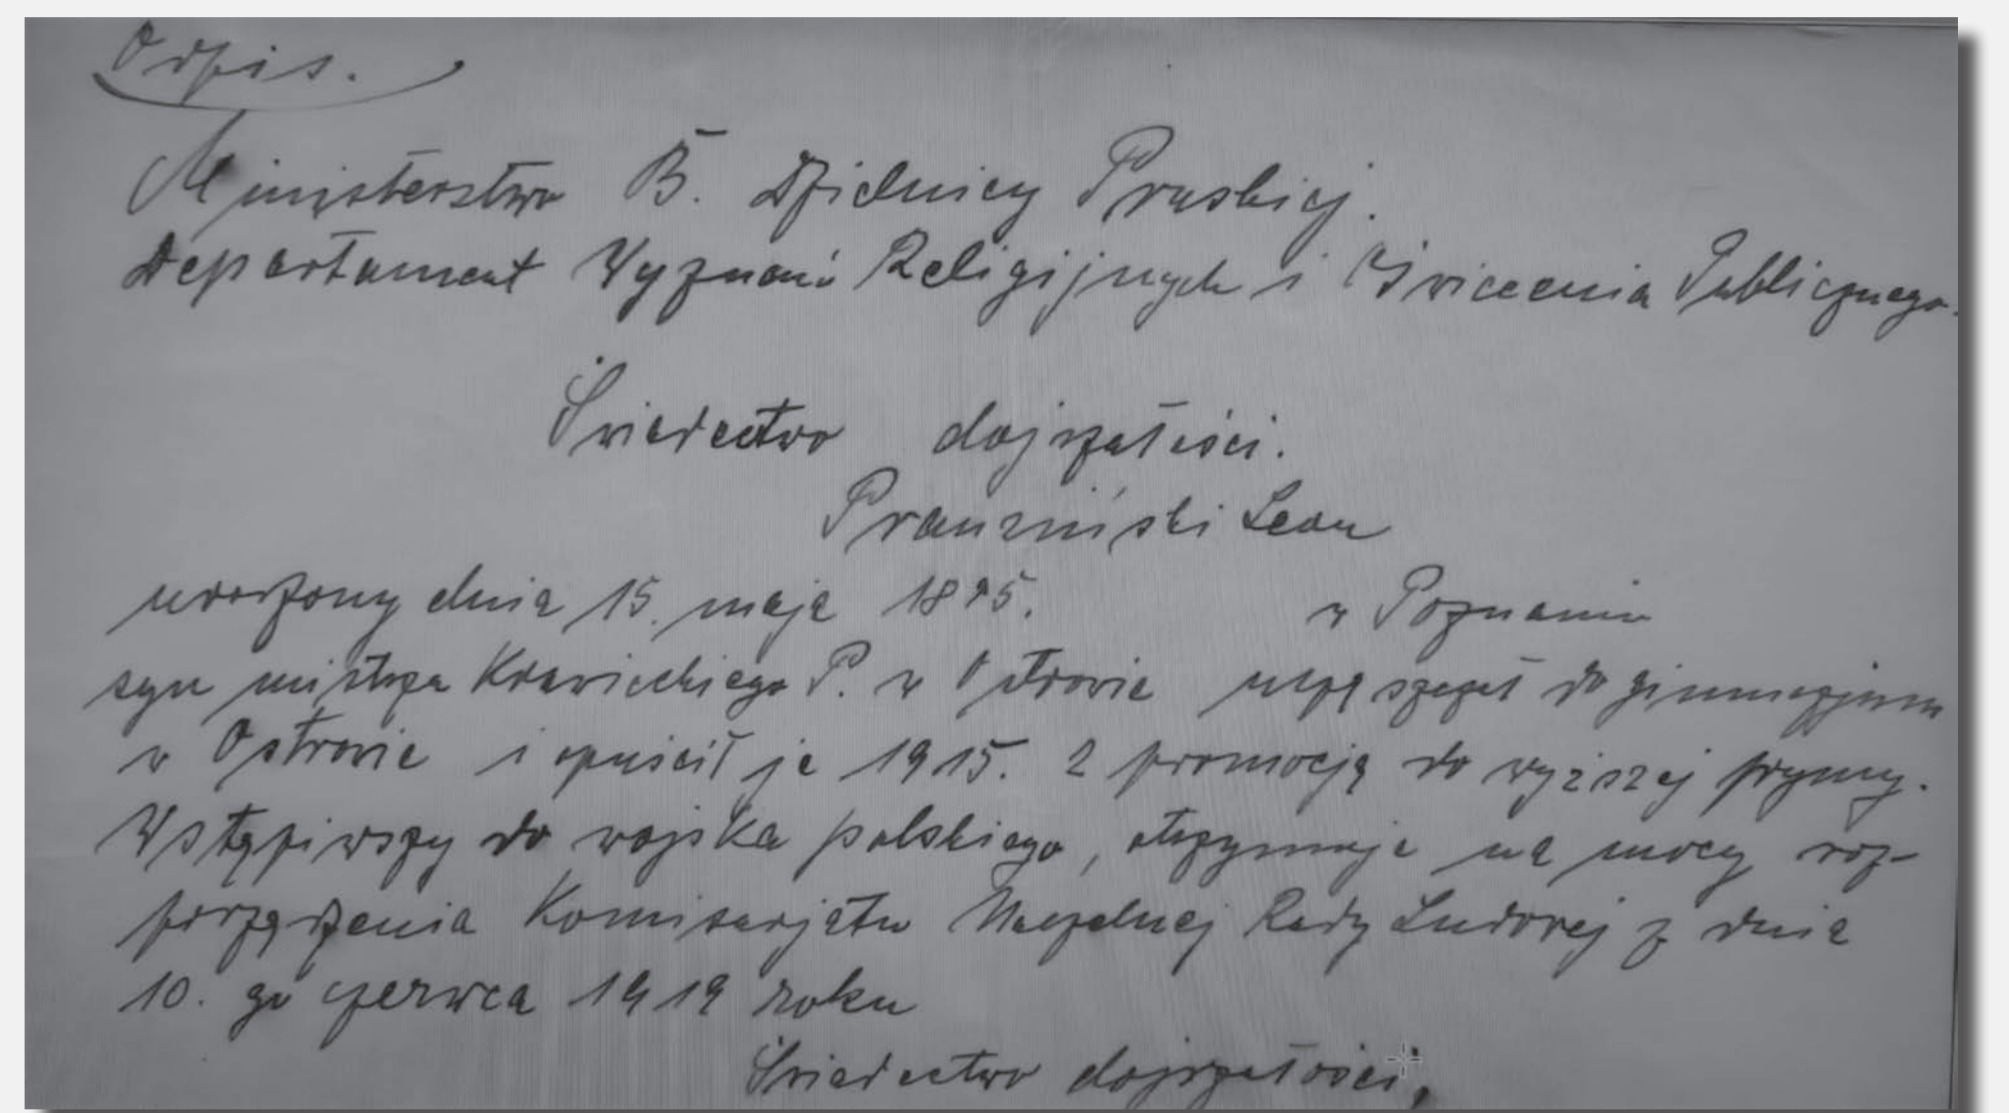 Odpis.
Ministerstwo B. Dzielnicy Pruskiej.
Departament Wyznań Religijnych i Oświecenia Publicznego.
Świadectwo dojrzałości.
Prauziński Leon
urodzony dnia 15. maja 1895. w Poznaniu
syn mistrza Krawieckiego P. w Ostrowie uczęszczał do gimnazjum
w Ostrowie i opuścił je 1915. z promocją do wyższej prymy.
Wstąpiwszy do wojska polskiego, otrzymuje na mocy roz-
porządzenia Komisarjatu Naczelnej Rady Ludowej z dnia
10. go czerwca 1919 roku
Świadectwo dojrzałości,